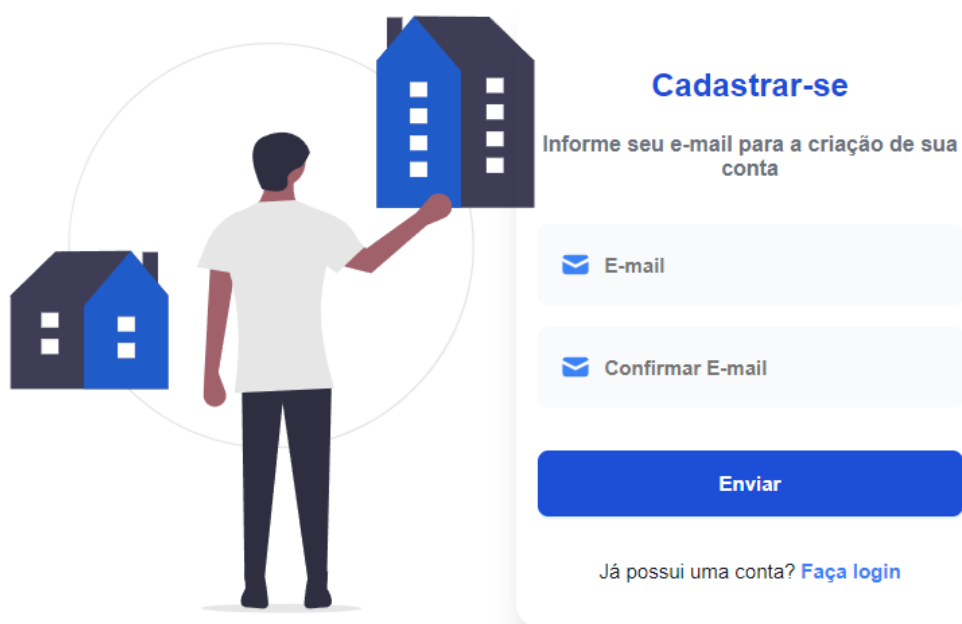 Cadastrar-se
Informe seu e-mail para a criação de sua
conta
E-mail
Confirmar E-mail
Enviar
Já possui uma conta? Faça login